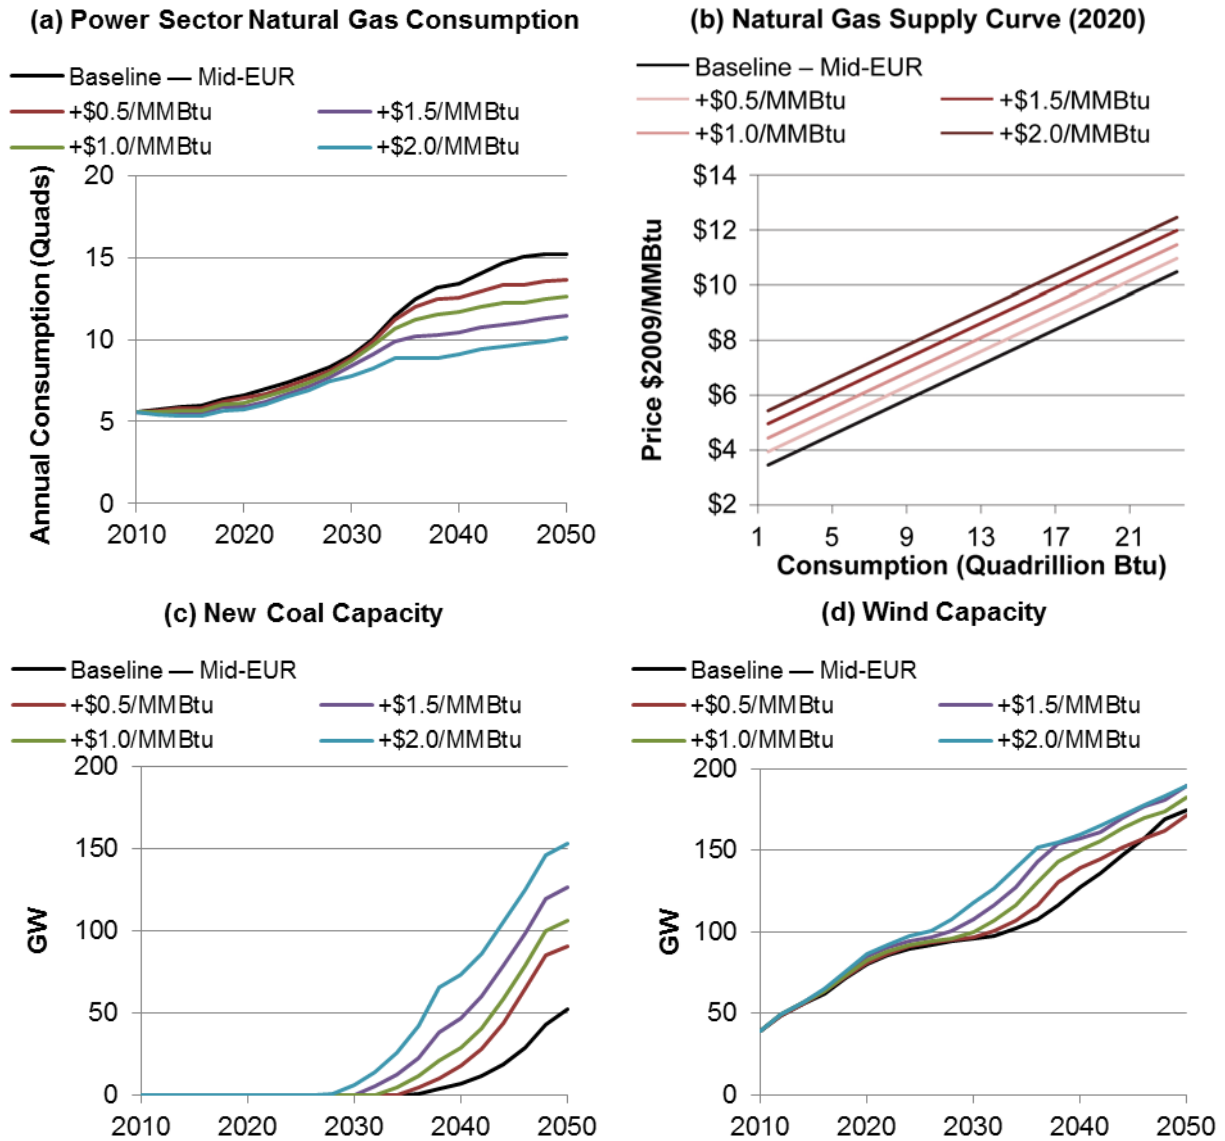 (a) Power Sector Natural Gas Consumption
Baseline — Mid-EUR
+$0.5/MMBtu
+$1.5/MMBtu
+$1.0/MMBtu
+$2.0/MMBtu
Annual Consumption (Quads)
20
15
10
5
0
2010 2020 2030 2040 2050
(b) Natural Gas Supply Curve (2020)
Baseline – Mid-EUR
+$0.5/MMBtu
+$1.5/MMBtu
+$1.0/MMBtu
+$2.0/MMBtu
Price $2009/MMBtu
$14
$12
$10
$8
$6
$4
$2
1 5 9 13 17 21
Consumption (Quadrillion Btu)
(c) New Coal Capacity
Baseline — Mid-EUR
+$0.5/MMBtu
+$1.5/MMBtu
+$1.0/MMBtu
+$2.0/MMBtu
GW
200
150
100
50
0
2010 2020 2030 2040 2050
(d) Wind Capacity
Baseline — Mid-EUR
+$0.5/MMBtu
+$1.5/MMBtu
+$1.0/MMBtu
+$2.0/MMBtu
GW
200
150
100
50
0
2010 2020 2030 2040 2050